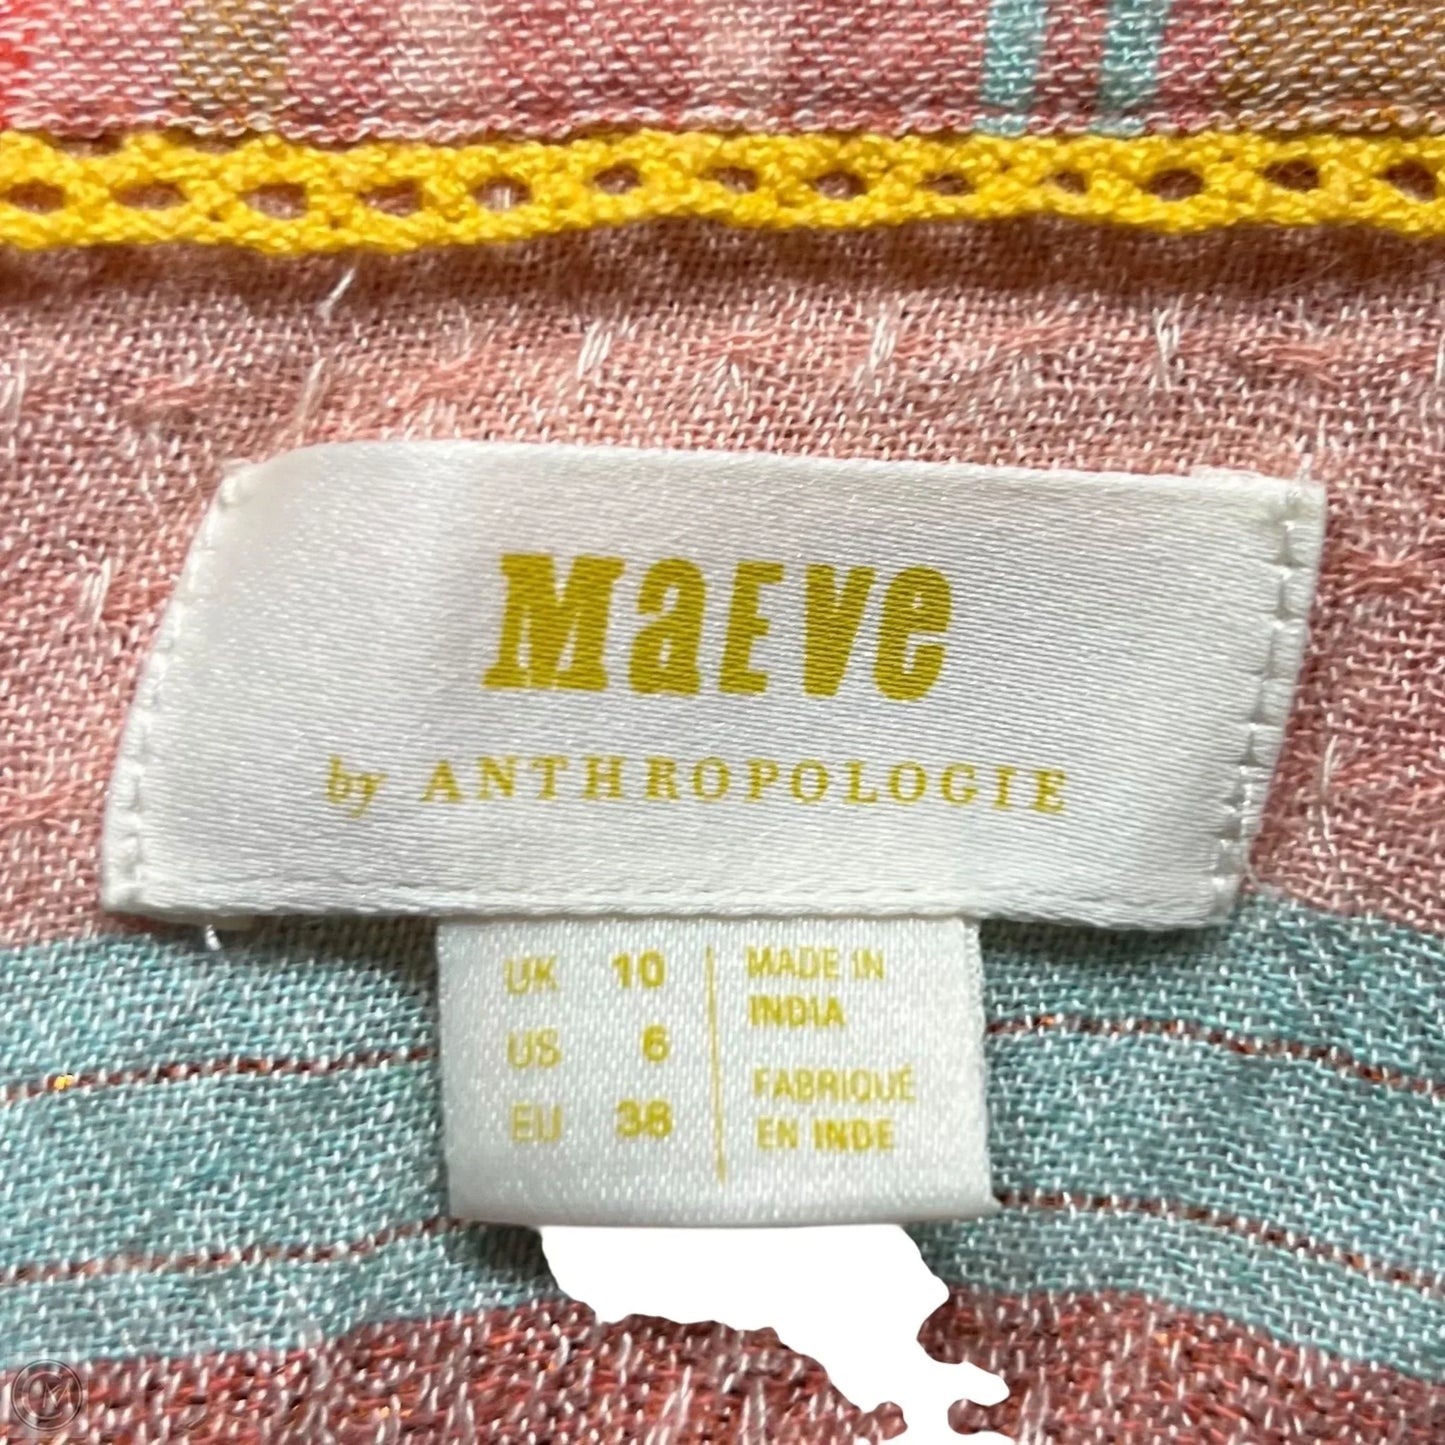 MaEVe
by ANTHROPOLOGIE
UK 10
US 6
EU 38
MADE IN
INDIA
FABRIQUÉ
EN INDE